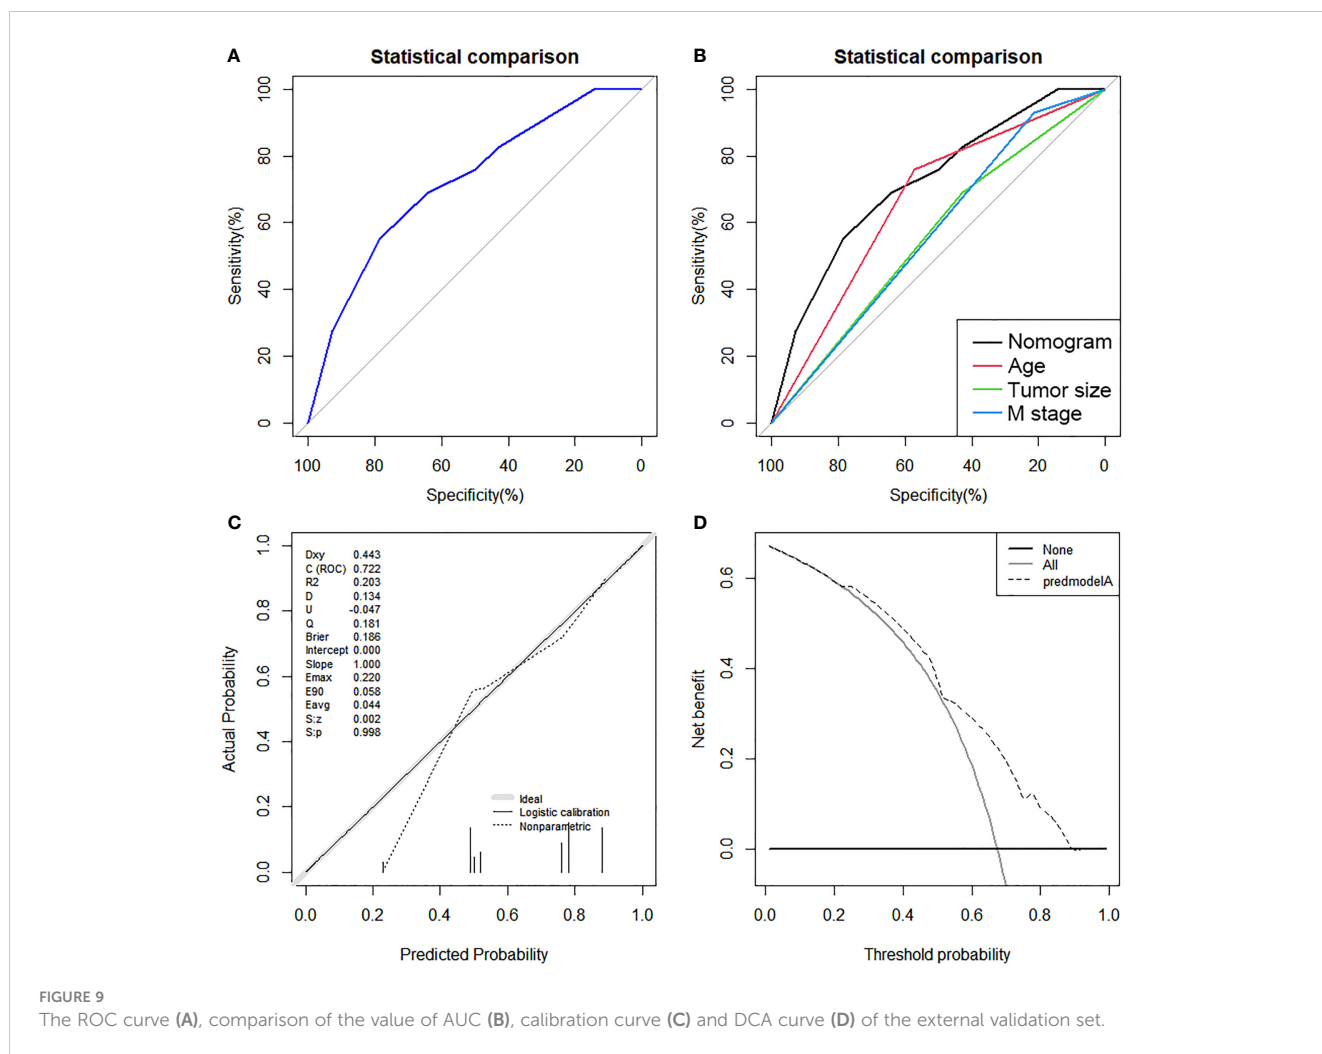 A
Statistical comparison
100
80
60
40
20
0
Sensitivity(%)
100 80 60 40 20 0
Specificity(%)
B
Statistical comparison
100
80
60
40
20
0
Sensitivity(%)
Nomogram
Age
Tumor size
M stage
100 80 60 40 20 0
Specificity(%)
C
1.0
0.8
0.6
0.4
0.2
0.0
Actual Probability
Dxy 0.443
C (ROC) 0.722
R2 0.203
D 0.134
U -0.047
Q 0.181
Brier 0.186
Intercept 0.000
Slope 1.000
Emax 0.220
E90 0.058
Eavg 0.044
S:z 0.002
S:p 0.998
Ideal
Logistic calibration
Nonparametric
0.0 0.2 0.4 0.6 0.8 1.0
Predicted Probability
D
0.6
0.4
0.2
0.0
Net benefit
None
All
predmodelA
0.0 0.2 0.4 0.6 0.8 1.0
Threshold probability
FIGURE 9
The ROC curve (A), comparison of the value of AUC (B), calibration curve (C) and DCA curve (D) of the external validation set.